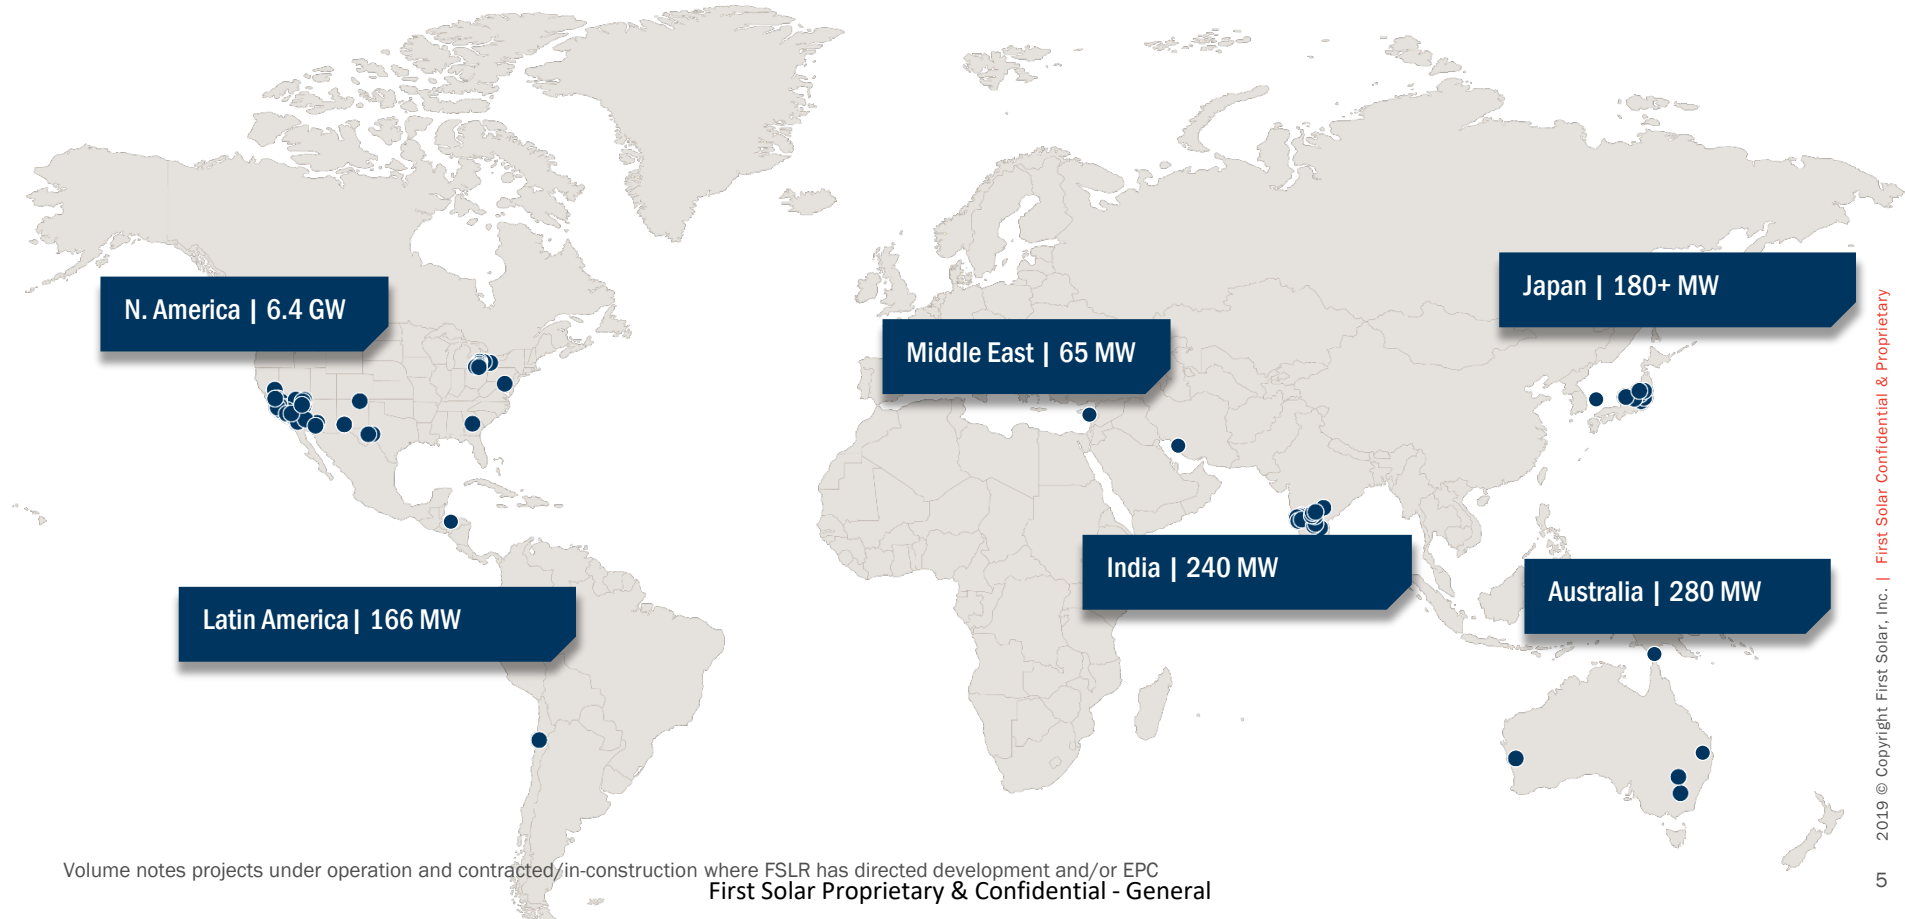 N. America | 6.4 GW
Japan | 180+ MW
Middle East | 65 MW
India | 240 MW
Australia | 280 MW
Latin America| 166 MW
Volume notes projects under operation and contracted/in-construction where FSLR has directed development and/or EPC
First Solar Proprietary & Confidential - General
2019 © Copyright First Solar, Inc. | First Solar Confidential & Proprietary
5